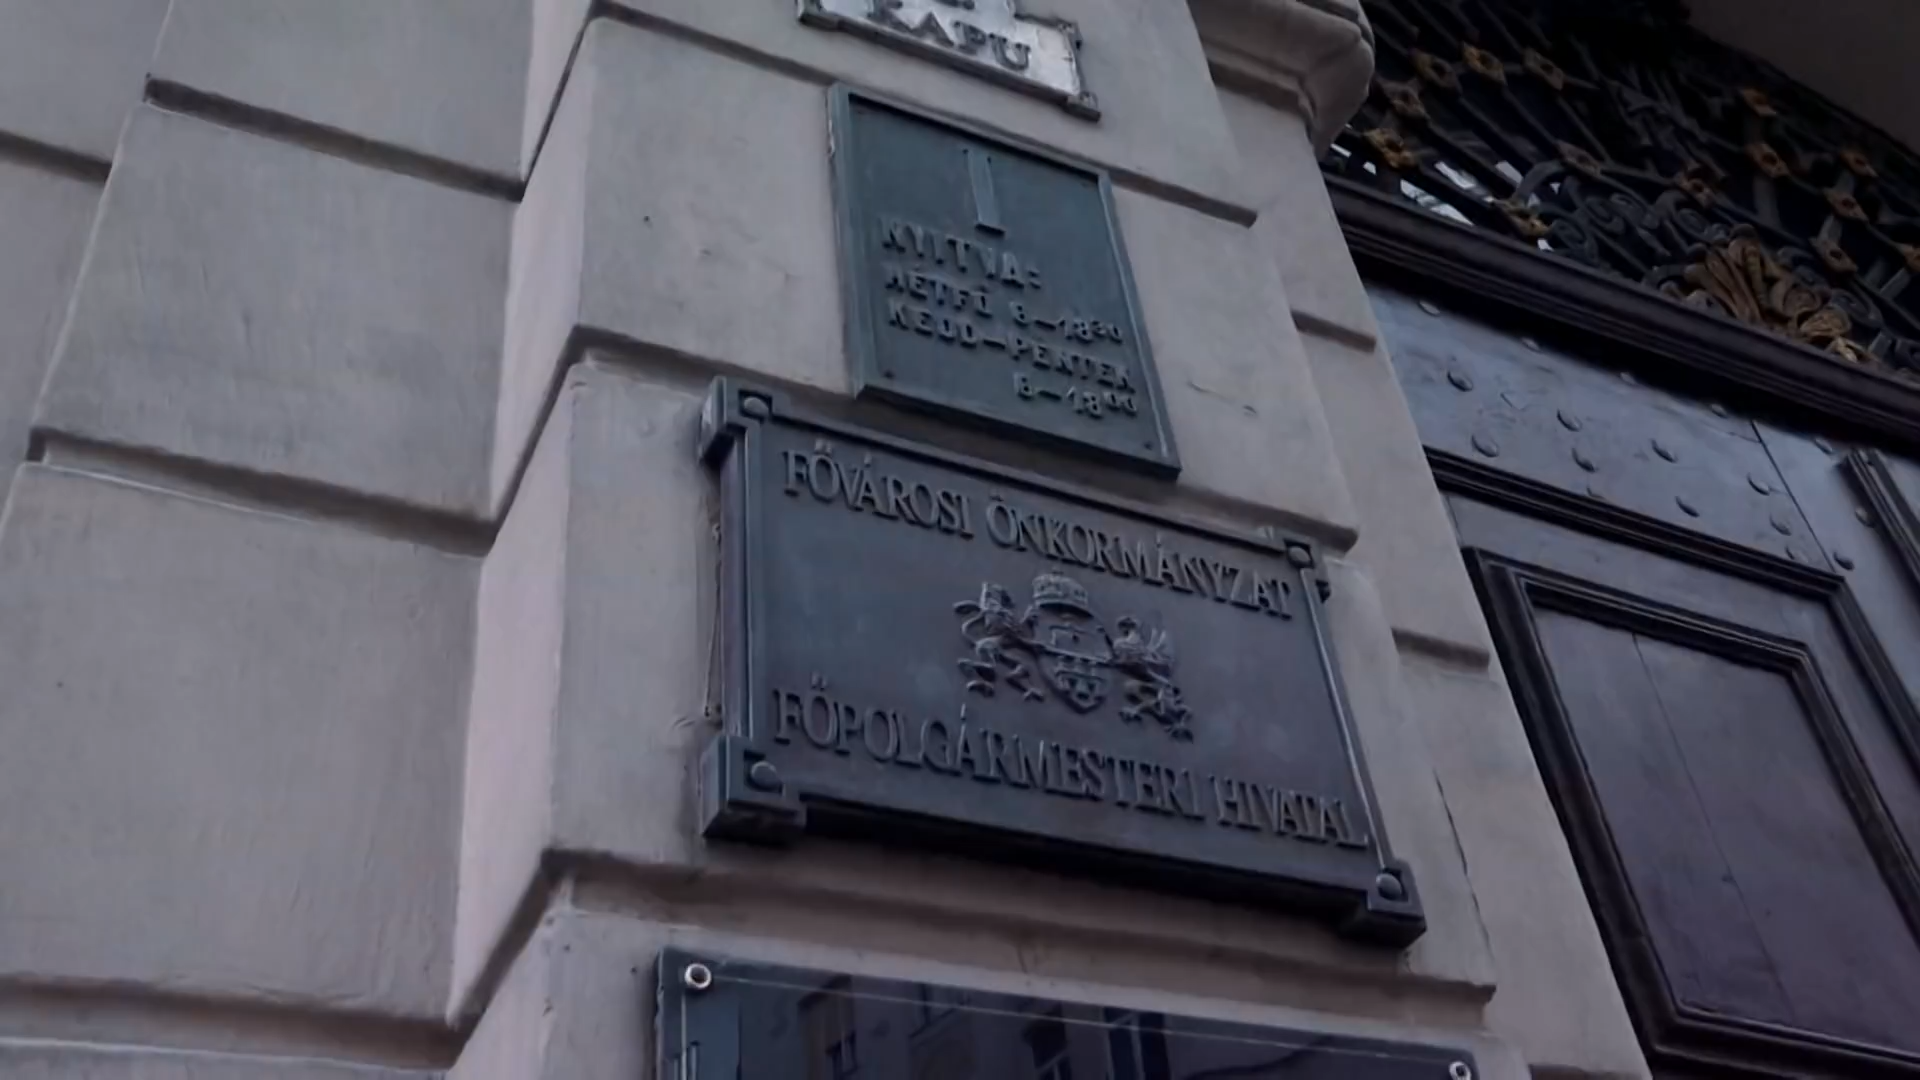 KAPU
I
NYITVA:
HÉTFŐ 8-18³⁰
KEDD-PÉNTEK
8-18⁰⁰
FŐVÁROSI ÖNKORMÁNYZAT
FŐPOLGÁRMESTERI HIVATAL